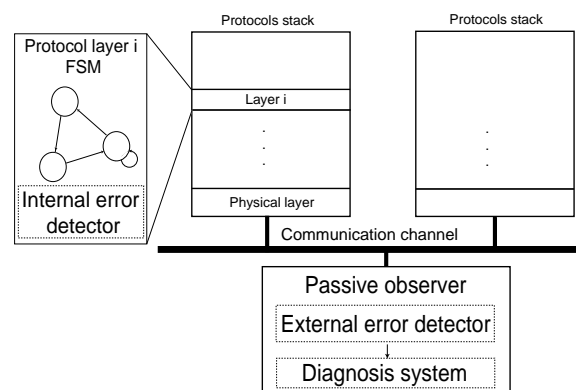 Protocols stack
Protocols stack
Protocol layer i
FSM
Layer i
.
.
.
.
.
.
Internal error
detector
Physical layer
Communication channel
Passive observer
External error detector
Diagnosis system